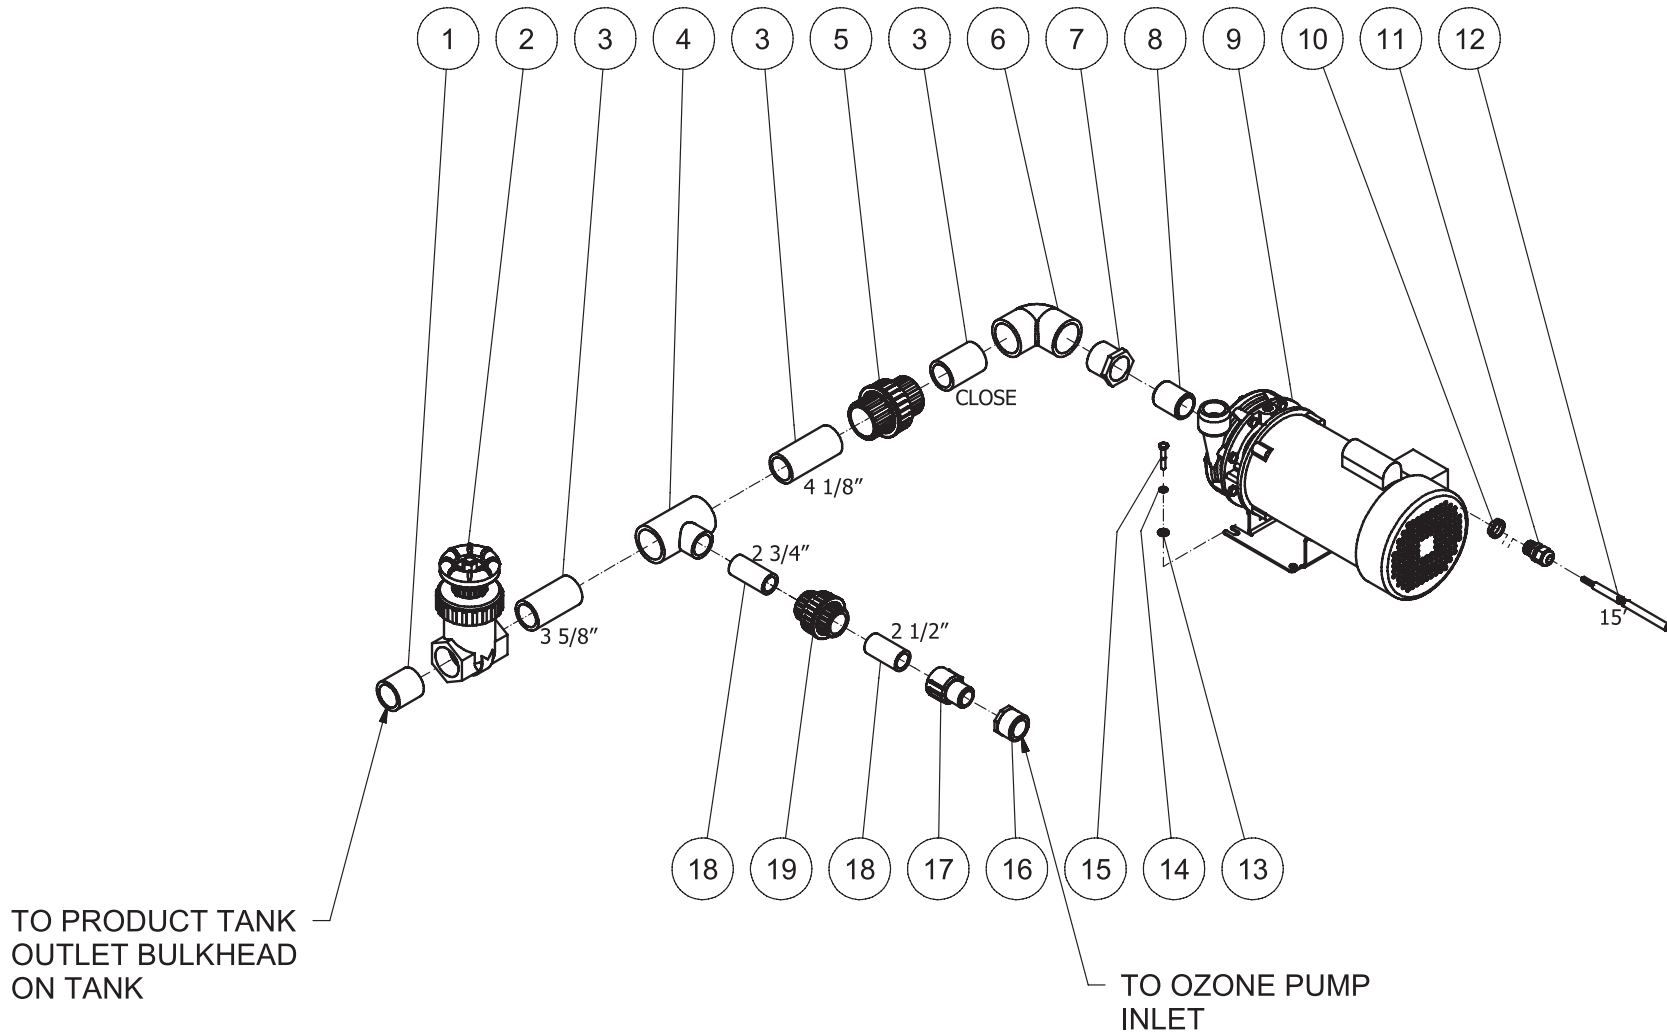 1 2 3 4 3 5 3 6 7 8 9 10 11 12
CLOSE
4 1/8″
2 3/4″
3 5/8″
2 1/2″
15'
18 19 18 17 16 15 14 13
TO PRODUCT TANK
OUTLET BULKHEAD
ON TANK
TO OZONE PUMP
INLET